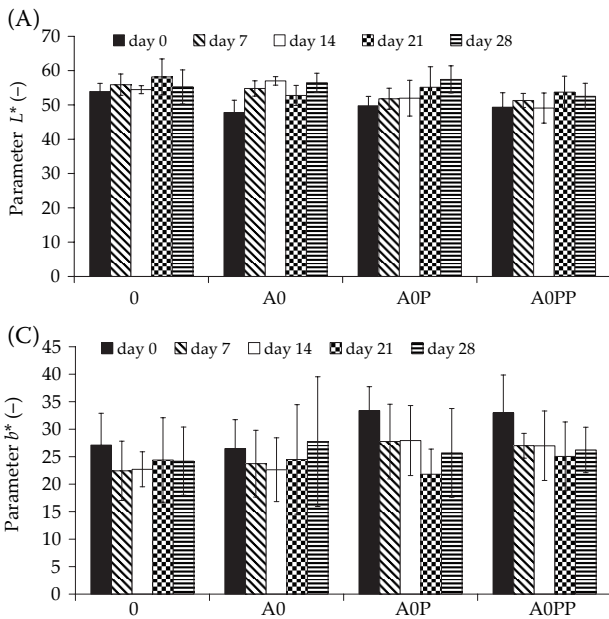 (A)
70
60
50
40
30
20
10
0
Parameter L* (–)
day 0 day 7 day 14 day 21 day 28
0 A0 A0P A0PP
(C)
45
40
35
30
25
20
15
10
5
0
Parameter b* (–)
day 0 day 7 day 14 day 21 day 28
0 A0 A0P A0PP